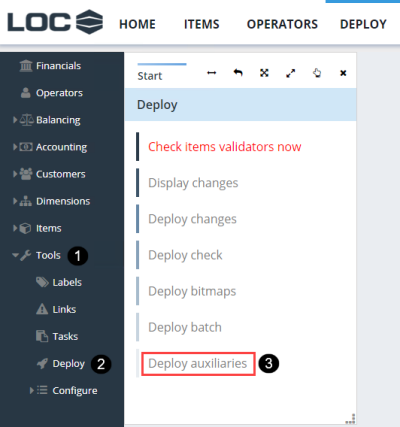 LOC HOME ITEMS OPERATORS DEPLOY
Financials
Operators
Balancing
Accounting
Customers
Dimensions
Items
Tools 1
Labels
Links
Tasks
Deploy 2
Configure
Start
Deploy
Check items validators now
Display changes
Deploy changes
Deploy check
Deploy bitmaps
Deploy batch
Deploy auxiliaries 3